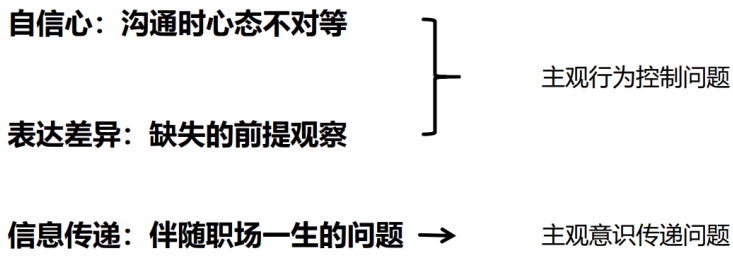 自信心：沟通时心态不对等
主观行为控制问题
表达差异：缺失的前提观察
信息传递：伴随职场一生的问题
主观意识传递问题